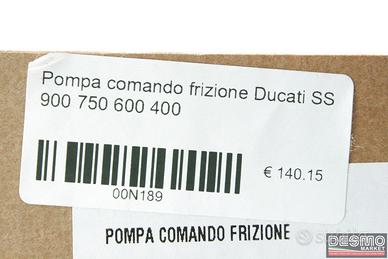 Pompa comando frizione Ducati SS
900 750 600 400
€ 140.15
00N189
POMPA COMANDO FRIZIONE
DESMO
MARKET